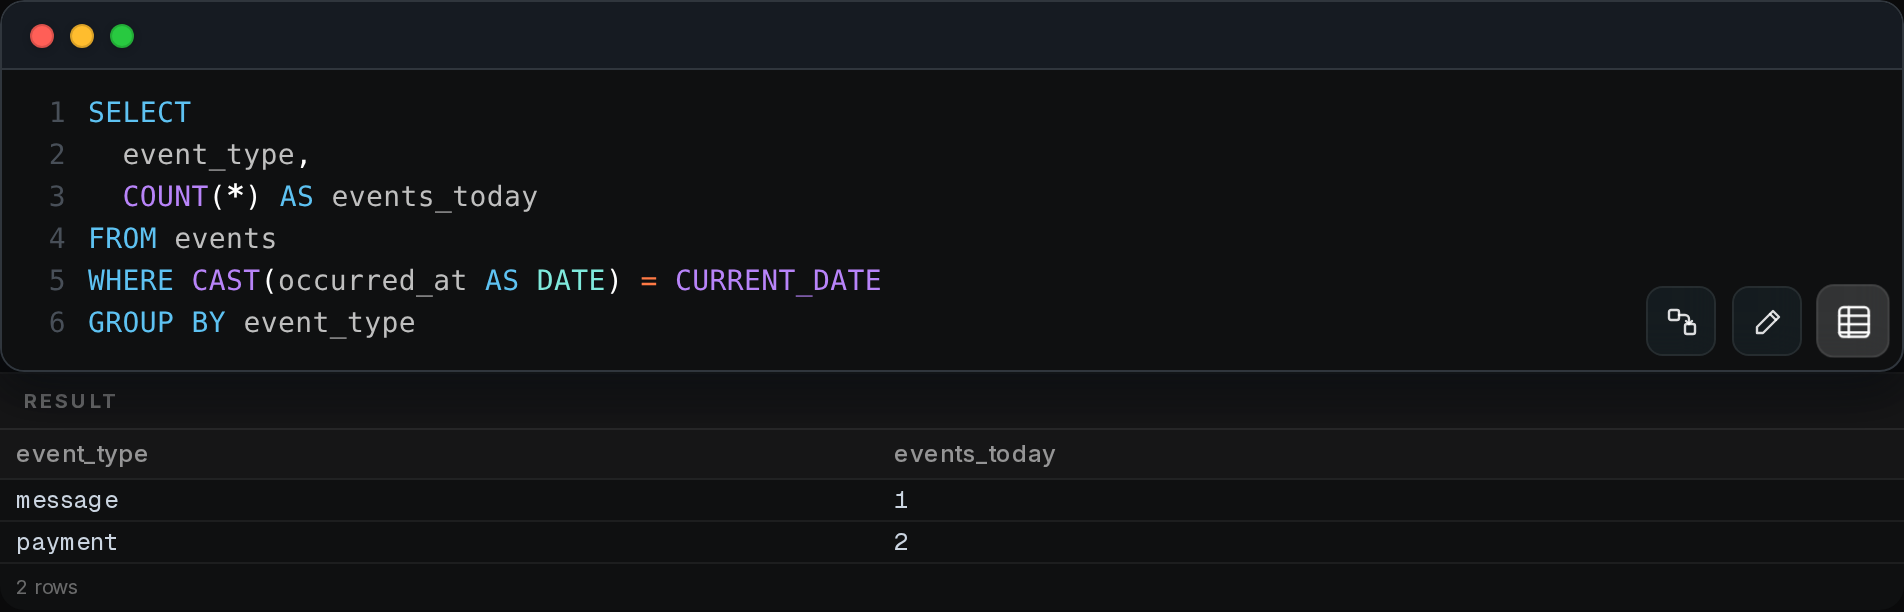 1 SELECT
2   event_type,
3   COUNT(*) AS events_today
4 FROM events
5 WHERE CAST(occurred_at AS DATE) = CURRENT_DATE
6 GROUP BY event_type
RESULT
event_type events_today
message 1
payment 2
2 rows